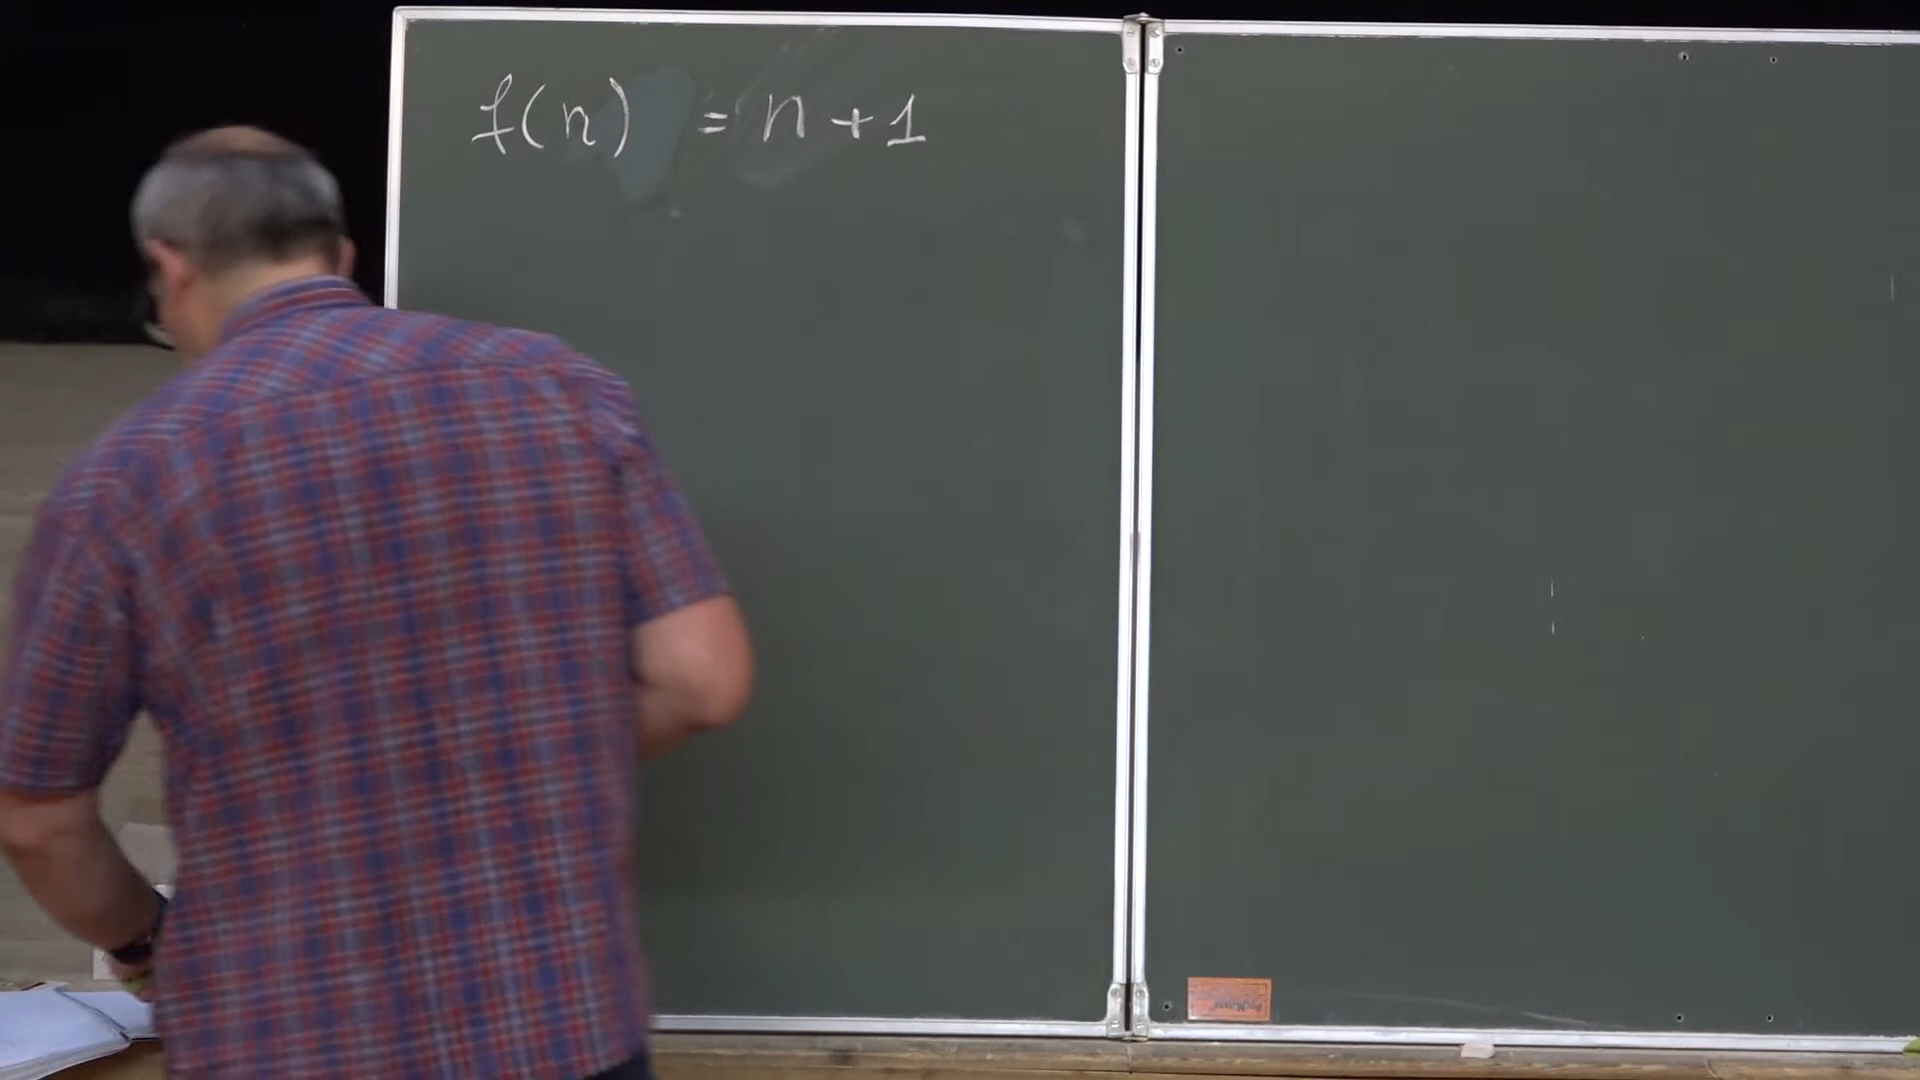 f(n) = n + 1